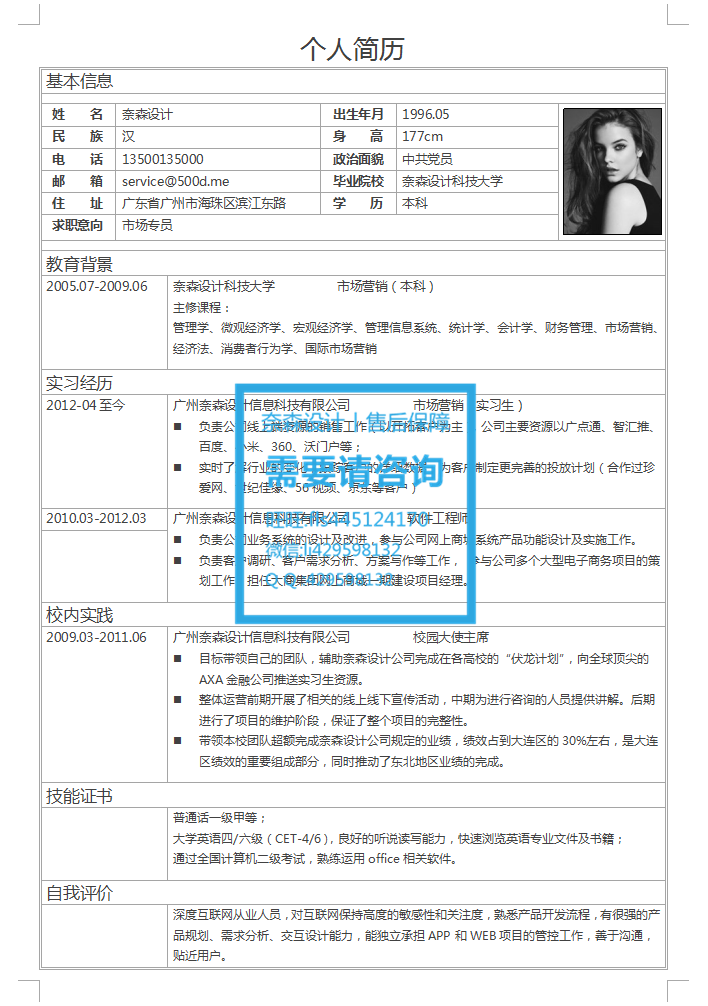 个人简历
基本信息
姓 名 奈森设计 出生年月 1996.05
民 族 汉 身 高 177cm
电 话 13500135000 政治面貌 中共党员
邮 箱 service@500d.me 毕业院校 奈森设计科技大学
住 址 广东省广州市海珠区滨江东路 学 历 本科
求职意向 市场专员
教育背景
2005.07-2009.06 奈森设计科技大学 市场营销（本科）
主修课程：
管理学、微观经济学、宏观经济学、管理信息系统、统计学、会计学、财务管理、市场营销、
经济法、消费者行为学、国际市场营销
实习经历
2012-04 至今 广州奈森设计信息科技有限公司 市场营销（实习生）
奈森设计 | 售后保障
■ 负责公司线上端资源的销售工作（以开拓客户为主），公司主要资源以广点通、智汇推、
百度、小米、360、沃门户等；
■ 实时了解行业的变化，跟踪客户的详细数据，为客户制定更完善的投放计划（合作过珍
爱网、世纪佳缘、56 视频、京东等客户）
需要请咨询
2010.03-2012.03 广州奈森设计信息科技有限公司 软件工程师
■ 负责公司业务系统的设计及改进，参与公司网上商城系统产品功能设计及实施工作。
微信:li429598132
■ 负责客户调研、客户需求分析、方案写作等工作， 参与公司多个大型电子商务项目的策
划工作，担任大商集团网上商城一期建设项目经理。
校内实践
2009.03-2011.06 广州奈森设计信息科技有限公司 校园大使主席
■ 目标带领自己的团队，辅助奈森设计公司完成在各高校的“伏龙计划”，向全球顶尖的
AXA 金融公司推送实习生资源。
■ 整体运营前期开展了相关的线上线下宣传活动，中期为进行咨询的人员提供讲解。后期
进行了项目的维护阶段，保证了整个项目的完整性。
■ 带领本校团队超额完成奈森设计公司规定的业绩，绩效占到大连区的 30%左右，是大连
区绩效的重要组成部分，同时推动了东北地区业绩的完成。
技能证书
普通话一级甲等；
大学英语四/六级（CET-4/6），良好的听说读写能力，快速浏览英语专业文件及书籍；
通过全国计算机二级考试，熟练运用 office 相关软件。
自我评价
深度互联网从业人员，对互联网保持高度的敏感性和关注度，熟悉产品开发流程，有很强的产
品规划、需求分析、交互设计能力，能独立承担 APP 和 WEB 项目的管控工作，善于沟通，
贴近用户。